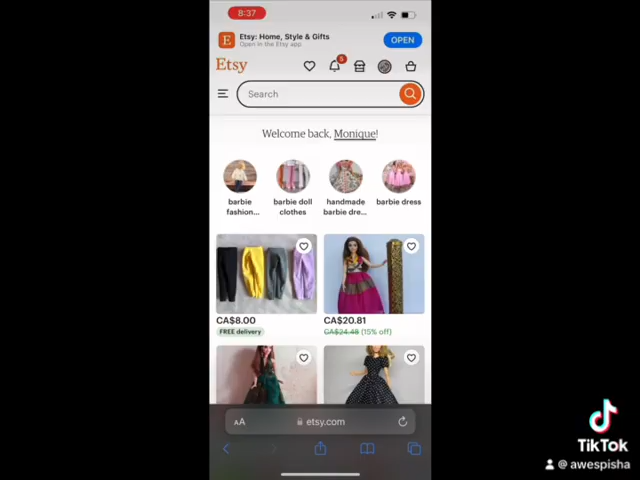 8:37
Etsy: Home, Style & Gifts
Open in the Etsy app
OPEN
E
Etsy
5
Search
Welcome back, Monique!
barbie fashion...
barbie doll clothes
handmade barbie dre...
barbie dress
CA$8.00
FREE delivery
CA$20.81
CA$24.48 (15% off)
AA
etsy.com
TikTok
@ awespisha